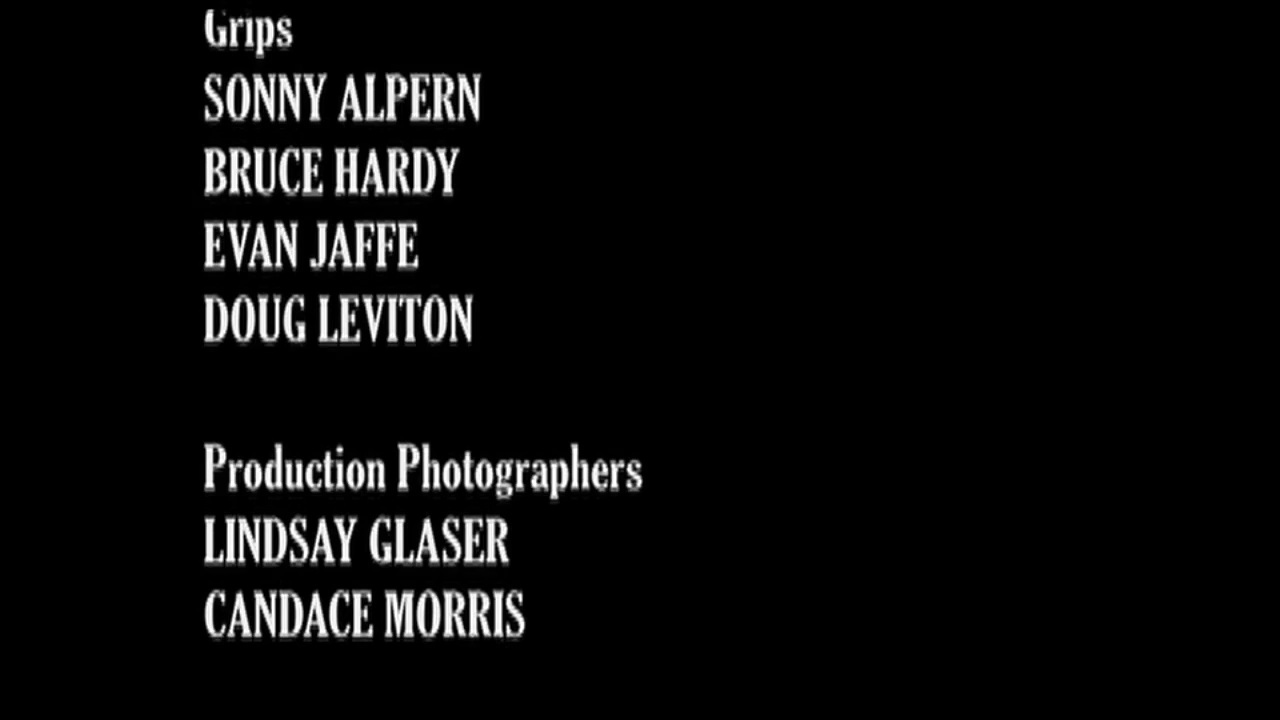 Grips
SONNY ALPERN
BRUCE HARDY
EVAN JAFFE
DOUG LEVITON
Production Photographers
LINDSAY GLASER
CANDACE MORRIS